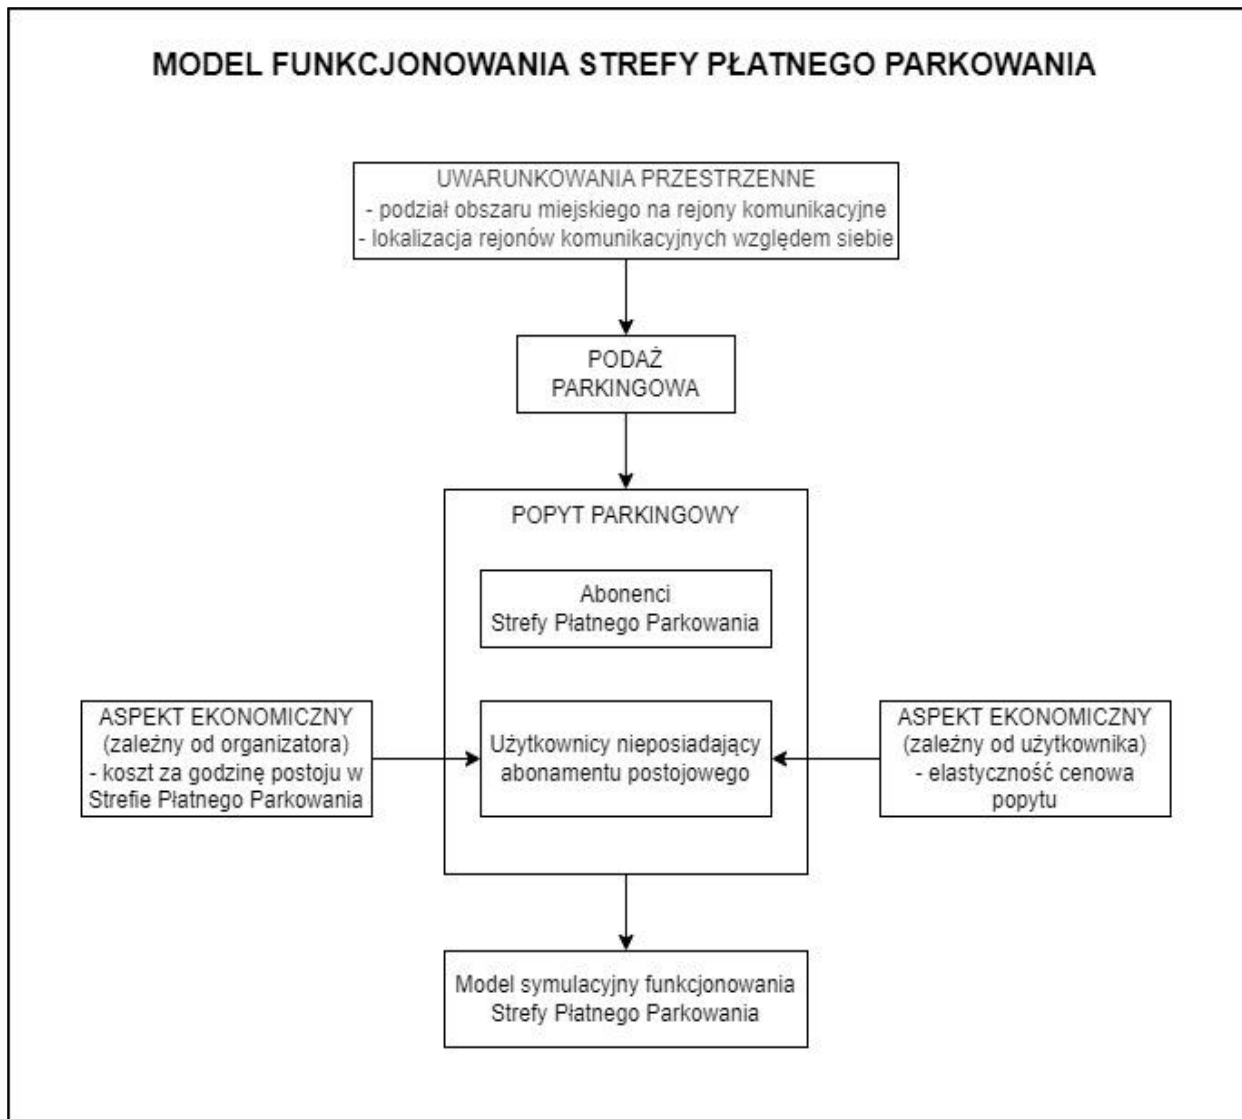 MODEL FUNKCJONOWANIA STREFY PŁATNEGO PARKOWANIA
UWARUNKOWANIA PRZESTRZENNE
- podział obszaru miejskiego na rejony komunikacyjne
- lokalizacja rejonów komunikacyjnych względem siebie
PODAŻ
PARKINGOWA
POPYT PARKINGOWY
Abonenci
Strefy Płatnego Parkowania
ASPEKT EKONOMICZNY
(zależny od organizatora)
- koszt za godzinę postoju w
Strefie Płatnego Parkowania
Użytkownicy nieposiadający
abonamentu postojowego
ASPEKT EKONOMICZNY
(zależny od użytkownika)
- elastyczność cenowa
popytu
Model symulacyjny funkcjonowania
Strefy Płatnego Parkowania